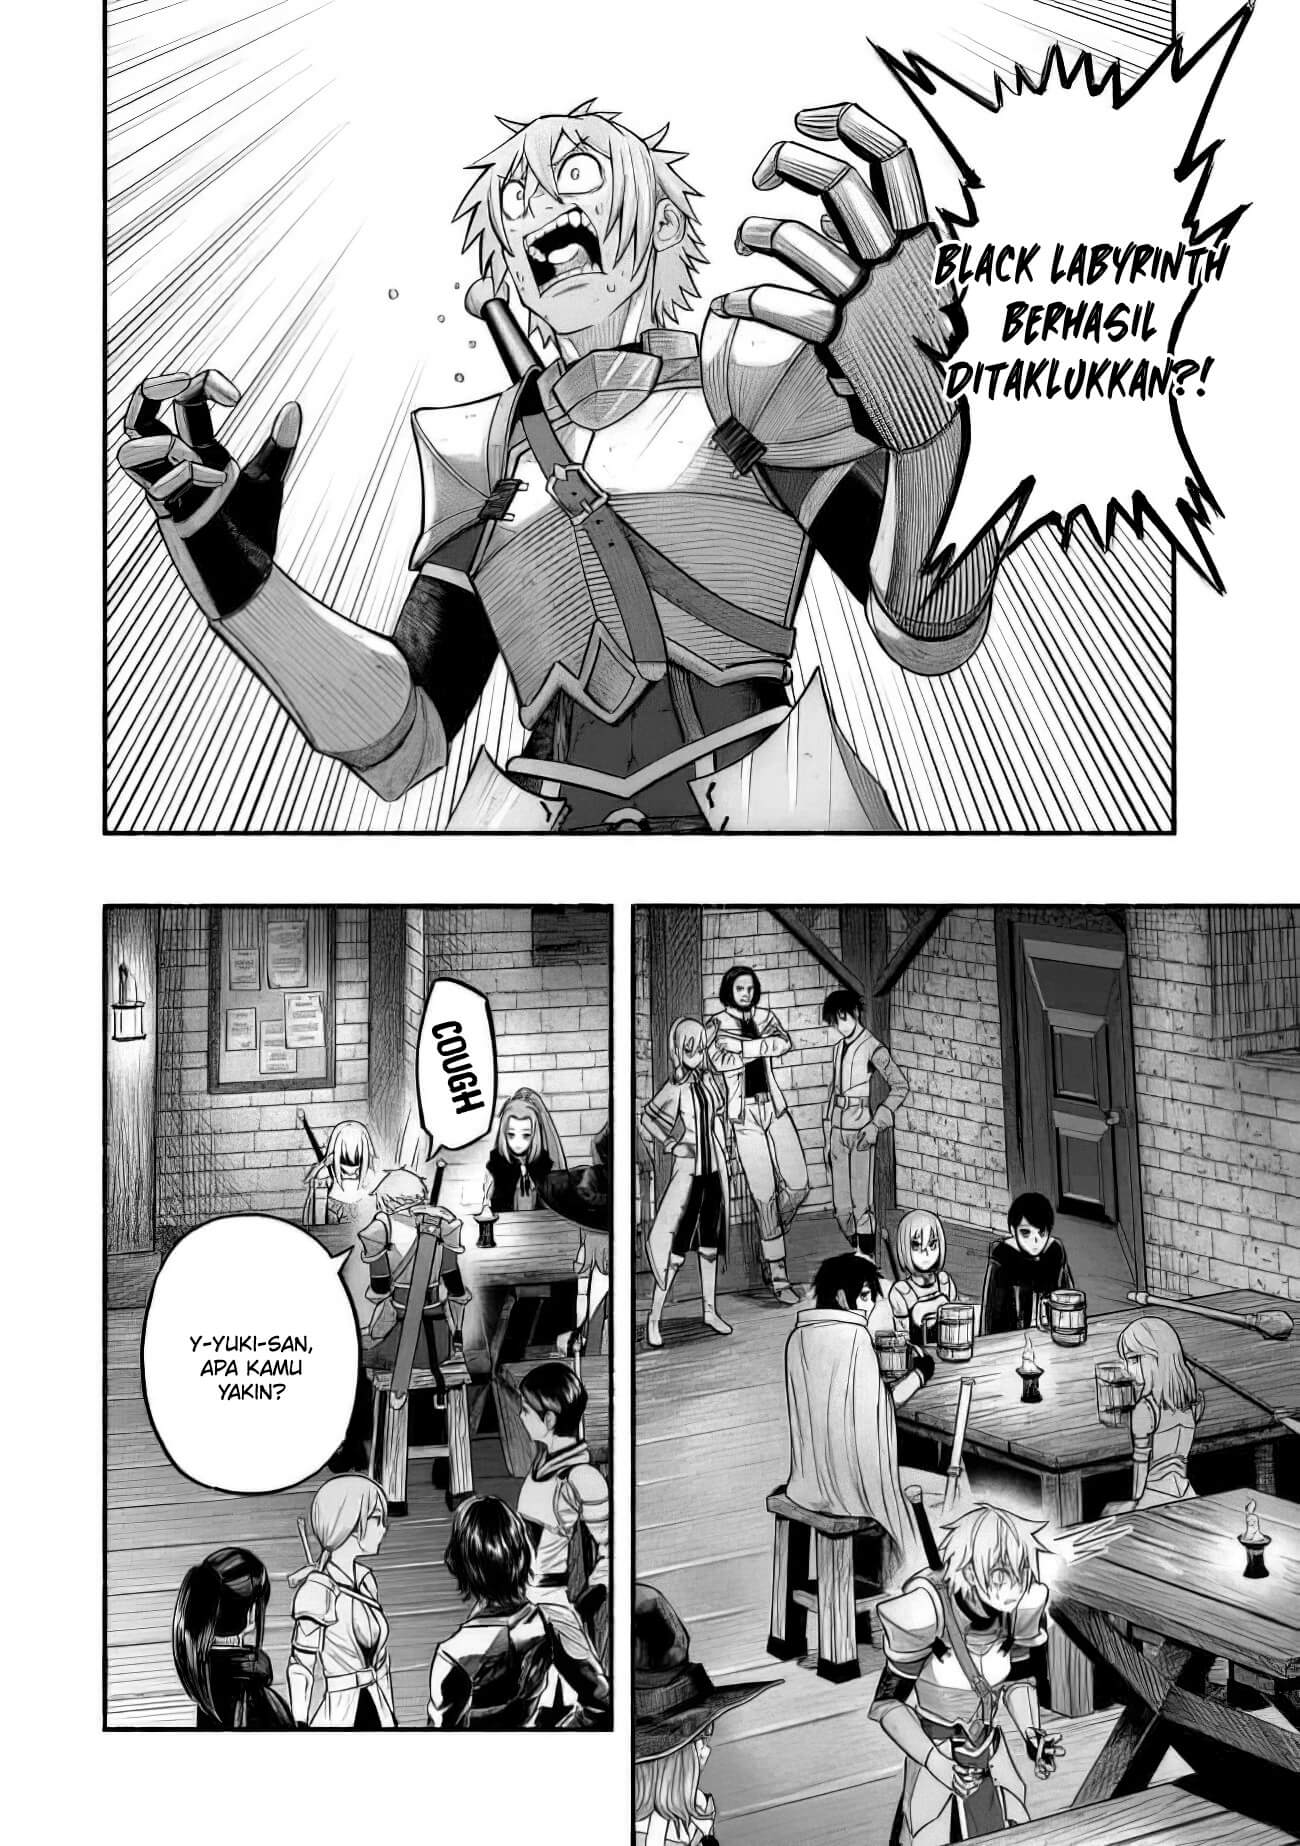 BLACK LABYRINTH
BERHASIL
DITAKLUKKAN?!
COUGH
Y-YUKI-SAN,
APA KAMU
YAKIN?